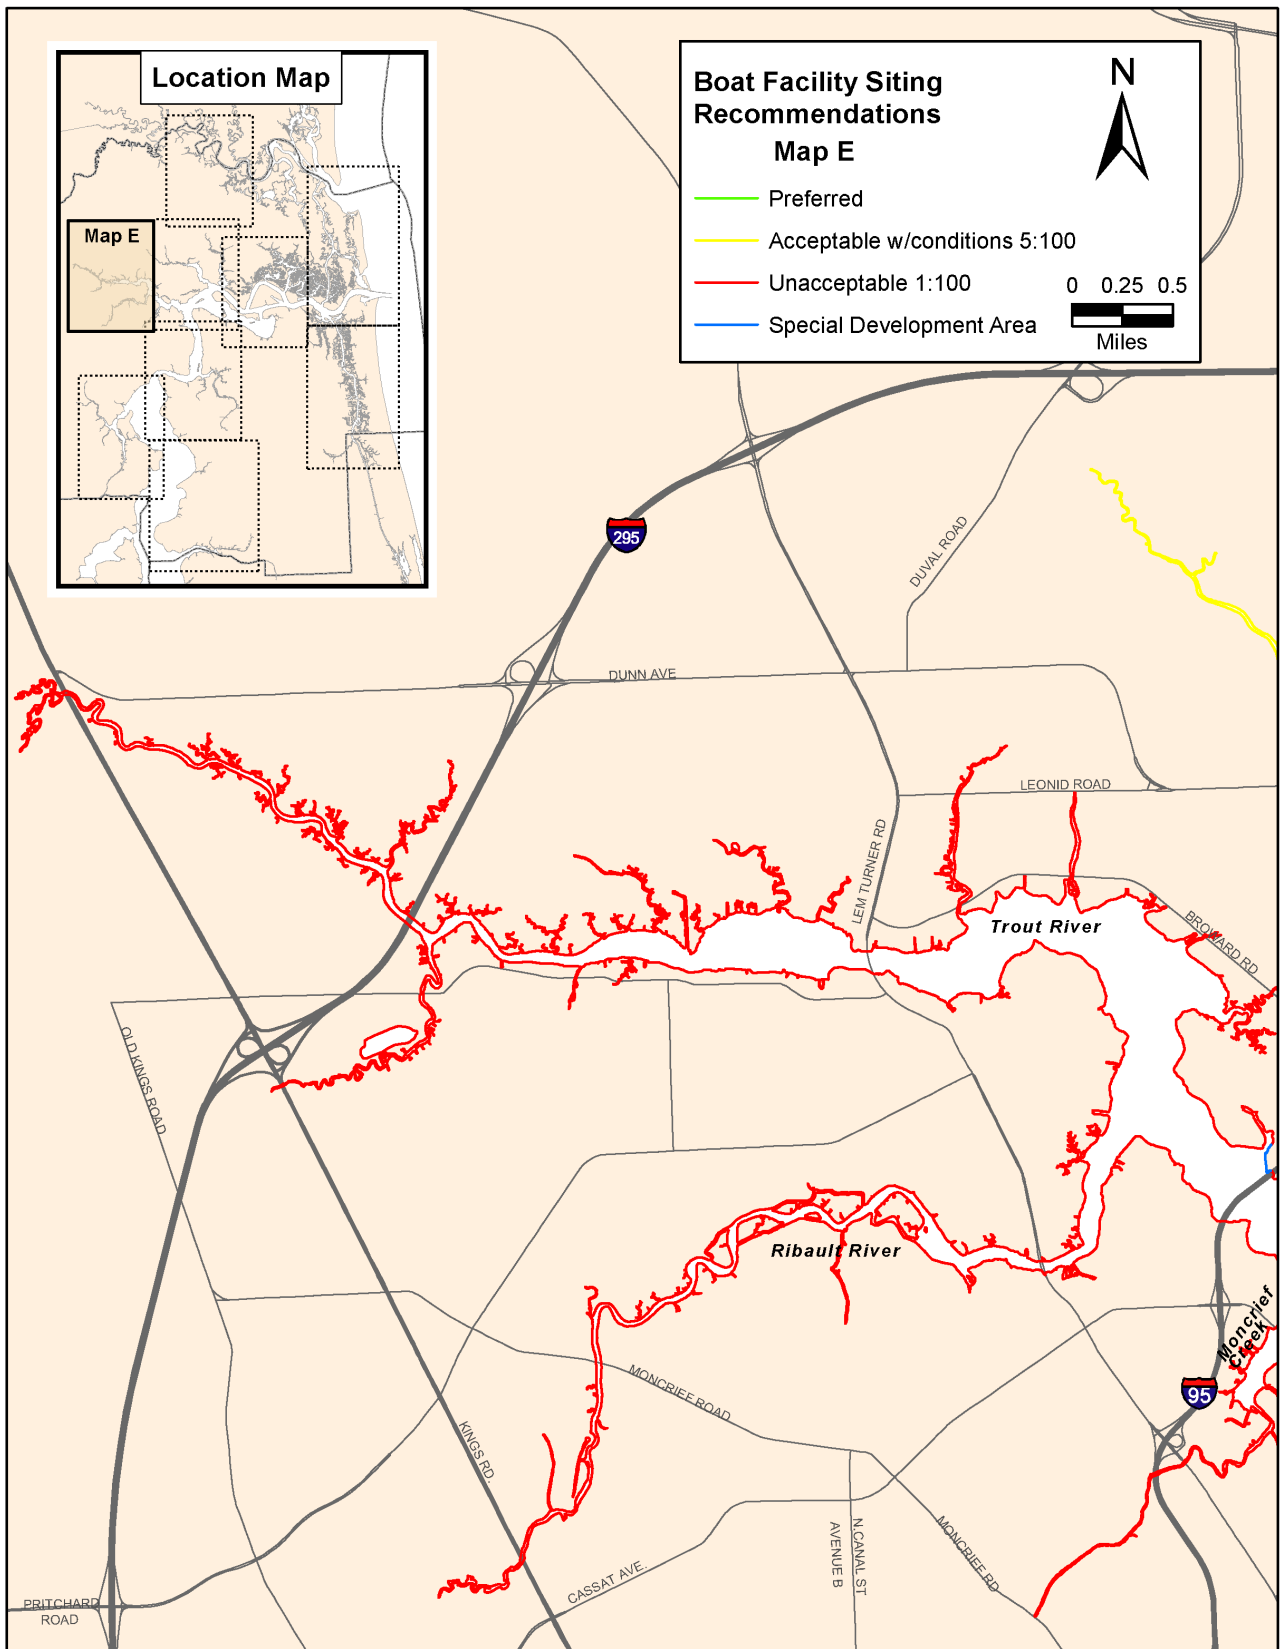 Location Map
Map E
Boat Facility Siting
Recommendations
Map E
N
Preferred
Acceptable w/conditions 5:100
Unacceptable 1:100
Special Development Area
0 0.25 0.5
Miles
295
DUVAL ROAD
DUNN AVE
LEONID ROAD
LEM TURNER RD
Trout River
BROWARD RD
OLD KINGS ROAD
Ribault River
Moncrief
Creek
MONCRIEF ROAD
95
KINGS RD.
CASSAT AVE.
N.CANAL ST
AVENUE B
MONCRIEF RD
PRITCHARD
ROAD